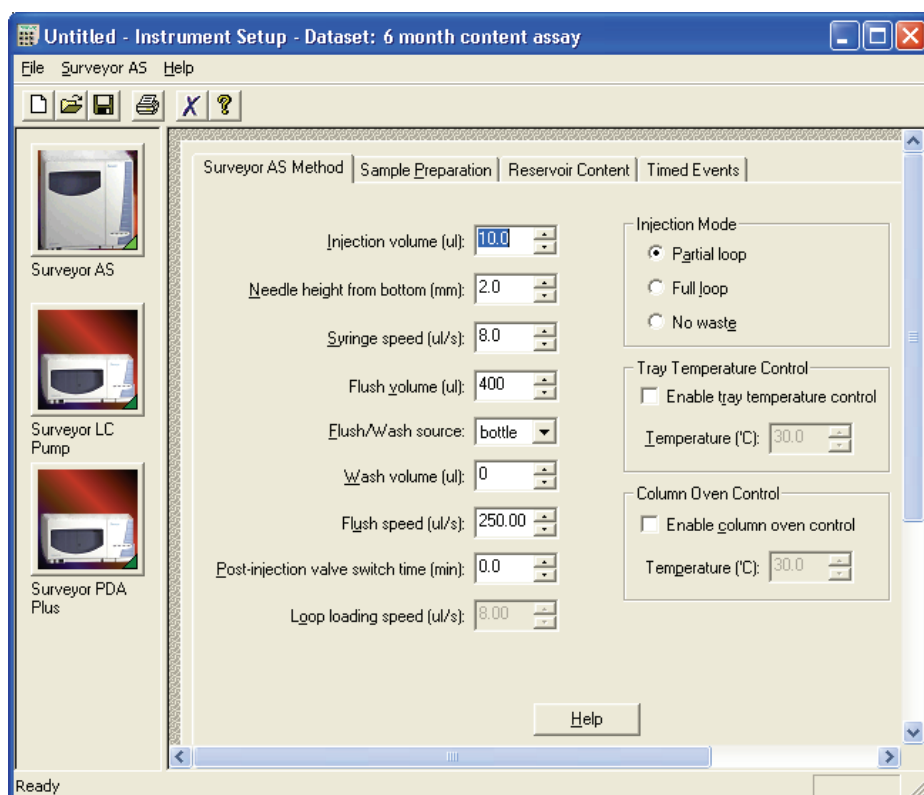 Untitled - Instrument Setup - Dataset: 6 month content assay
File Surveyor AS Help
Surveyor AS
Surveyor LC
Pump
Surveyor PDA
Plus
Surveyor AS Method Sample Preparation Reservoir Content Timed Events
Injection volume (ul): 10.0
Needle height from bottom (mm): 2.0
Syringe speed (ul/s): 8.0
Flush volume (ul): 400
Flush/Wash source: bottle
Wash volume (ul): 0
Flush speed (ul/s): 250.00
Post-injection valve switch time (min): 0.0
Loop loading speed (ul/s): 8.00
Injection Mode
Partial loop
Full loop
No waste
Tray Temperature Control
Enable tray temperature control
Temperature ('C): 30.0
Column Oven Control
Enable column oven control
Temperature ('C): 30.0
Help
Ready